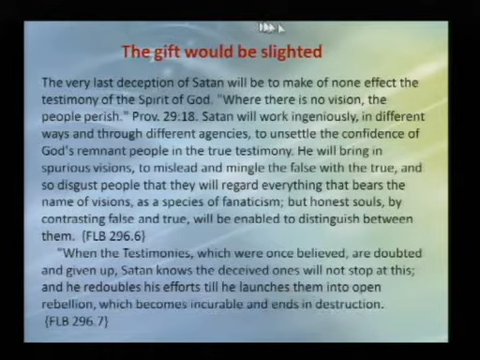 The gift would be slighted
The very last deception of Satan will be to make of none effect the
testimony of the Spirit of God. "Where there is no vision, the
people perish." Prov. 29:18. Satan will work ingeniously, in different
ways and through different agencies, to unsettle the confidence of
God's remnant people in the true testimony. He will bring in
spurious visions, to mislead and mingle the false with the true, and
so disgust people that they will regard everything that bears the
name of visions, as a species of fanaticism; but honest souls, by
contrasting false and true, will be enabled to distinguish between
them. {FLB 296.6}
"When the Testimonies, which were once believed, are doubted
and given up, Satan knows the deceived ones will not stop at this;
and he redoubles his efforts till he launches them into open
rebellion, which becomes incurable and ends in destruction.
{FLB 296.7}